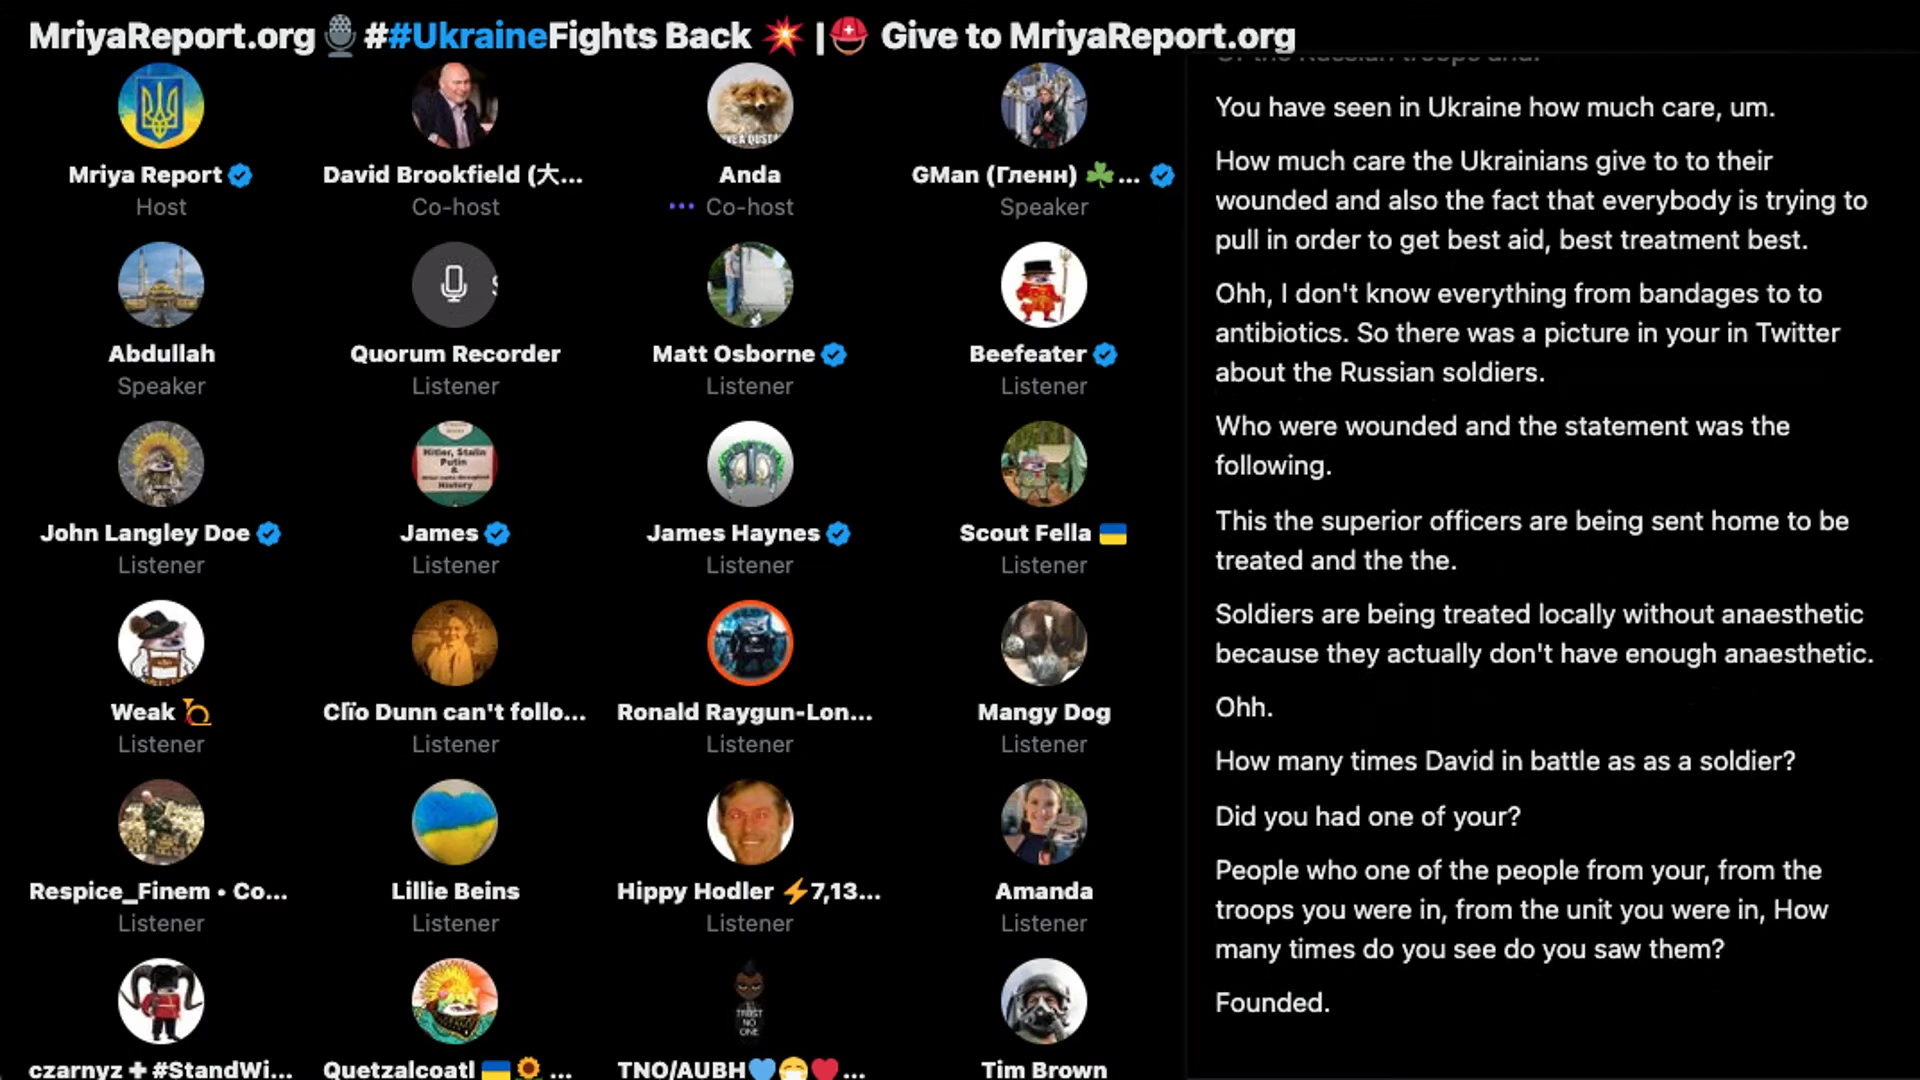 MriyaReport.org🎙️##UkraineFights Back 💥 |⛑️ Give to MriyaReport.org
Mriya Report
Host
David Brookfield (大...
Co-host
Anda
••• Co-host
GMan (Гленн) ☘️...
Speaker
Abdullah
Speaker
Quorum Recorder
Listener
Matt Osborne
Listener
Beefeater
Listener
John Langley Doe
Listener
Hitler, Stalin
Putin
&
History
James
Listener
James Haynes
Listener
Scout Fella 🇺🇦
Listener
Weak 📯
Listener
Clïo Dunn can't follo...
Listener
Ronald Raygun-Lon...
Listener
Mangy Dog
Listener
Respice_Finem • Co...
Listener
Lillie Beins
Listener
Hippy Hodler ⚡7,13...
Listener
Amanda
Listener
czarnyz ✚ #StandWi...
Quetzalcoatl 🇺🇦🌻 ...
TRUST
NO
ONE
TNO/AUBH💙😷❤️...
Tim Brown
Of the Russian troops and.
You have seen in Ukraine how much care, um.
How much care the Ukrainians give to to their
wounded and also the fact that everybody is trying to
pull in order to get best aid, best treatment best.
Ohh, I don't know everything from bandages to to
antibiotics. So there was a picture in your in Twitter
about the Russian soldiers.
Who were wounded and the statement was the
following.
This the superior officers are being sent home to be
treated and the the.
Soldiers are being treated locally without anaesthetic
because they actually don't have enough anaesthetic.
Ohh.
How many times David in battle as as a soldier?
Did you had one of your?
People who one of the people from your, from the
troops you were in, from the unit you were in, How
many times do you see do you saw them?
Founded.